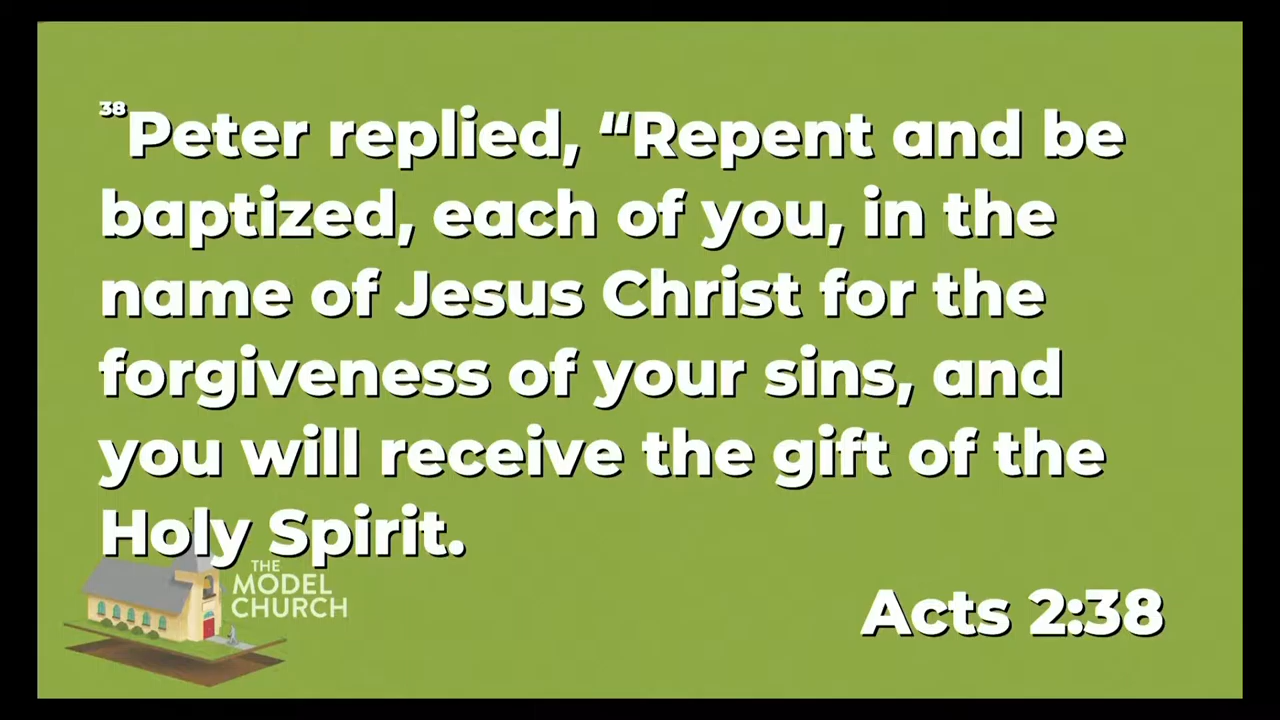 38Peter replied, “Repent and be
baptized, each of you, in the
name of Jesus Christ for the
forgiveness of your sins, and
you will receive the gift of the
Holy Spirit.
THE
MODEL
CHURCH
Acts 2:38